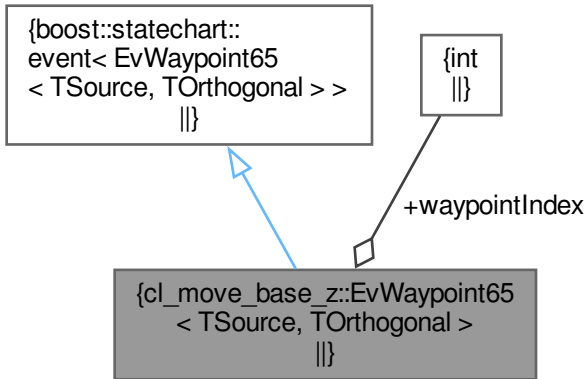 {boost::statechart::
event< EvWaypoint65
< TSource, TOrthogonal > >
||}
{int
||}
+waypointIndex
{cl_move_base_z::EvWaypoint65
< TSource, TOrthogonal >
||}